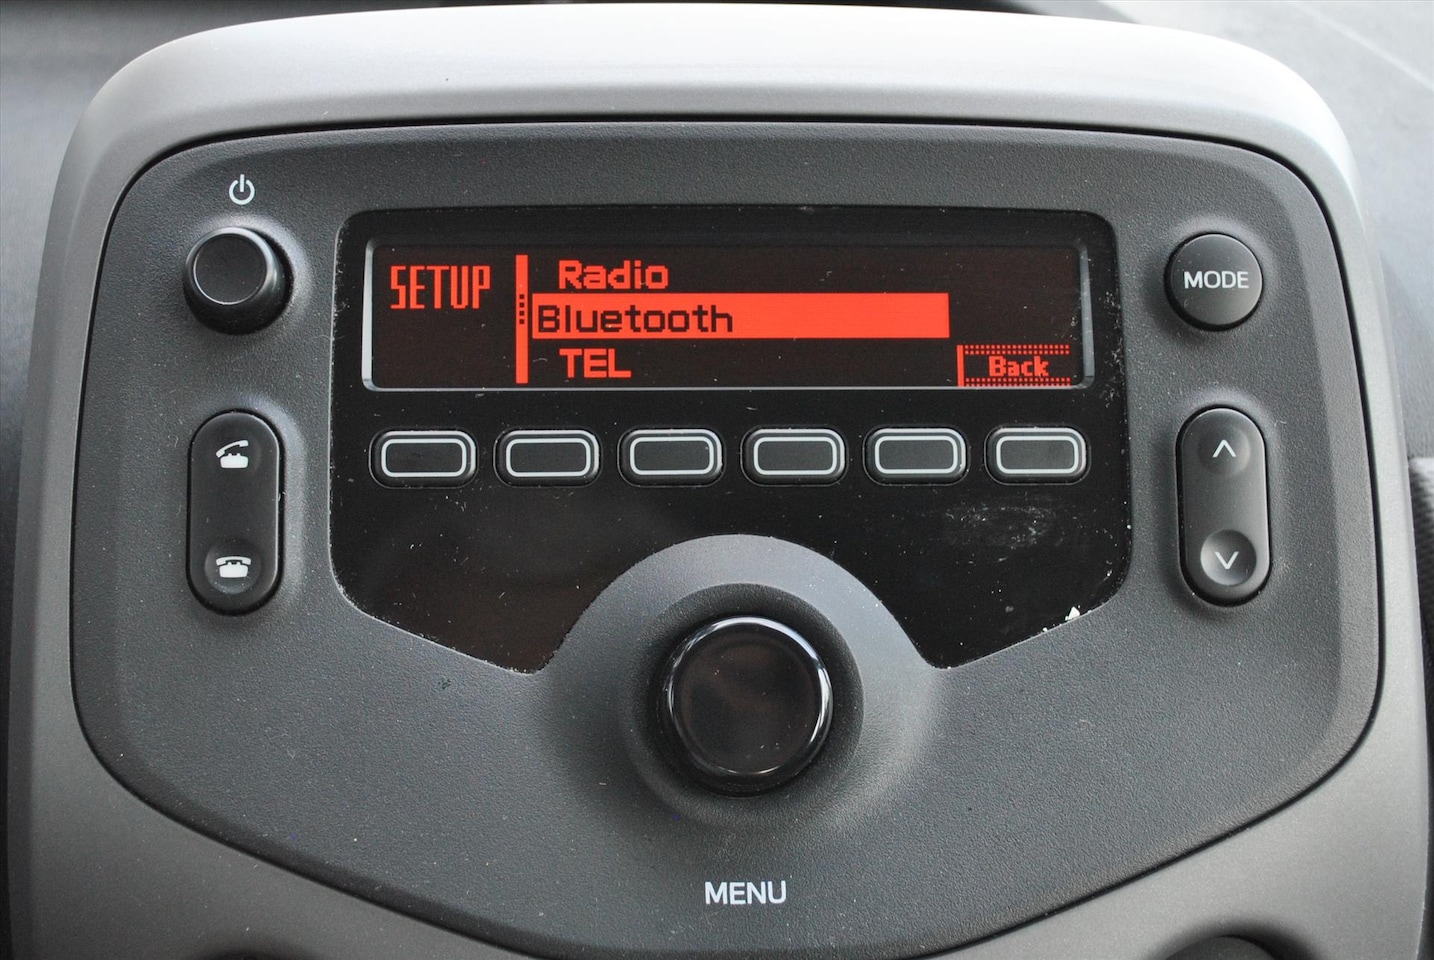 SETUP
Radio
Bluetooth
TEL
Back
MODE
MENU